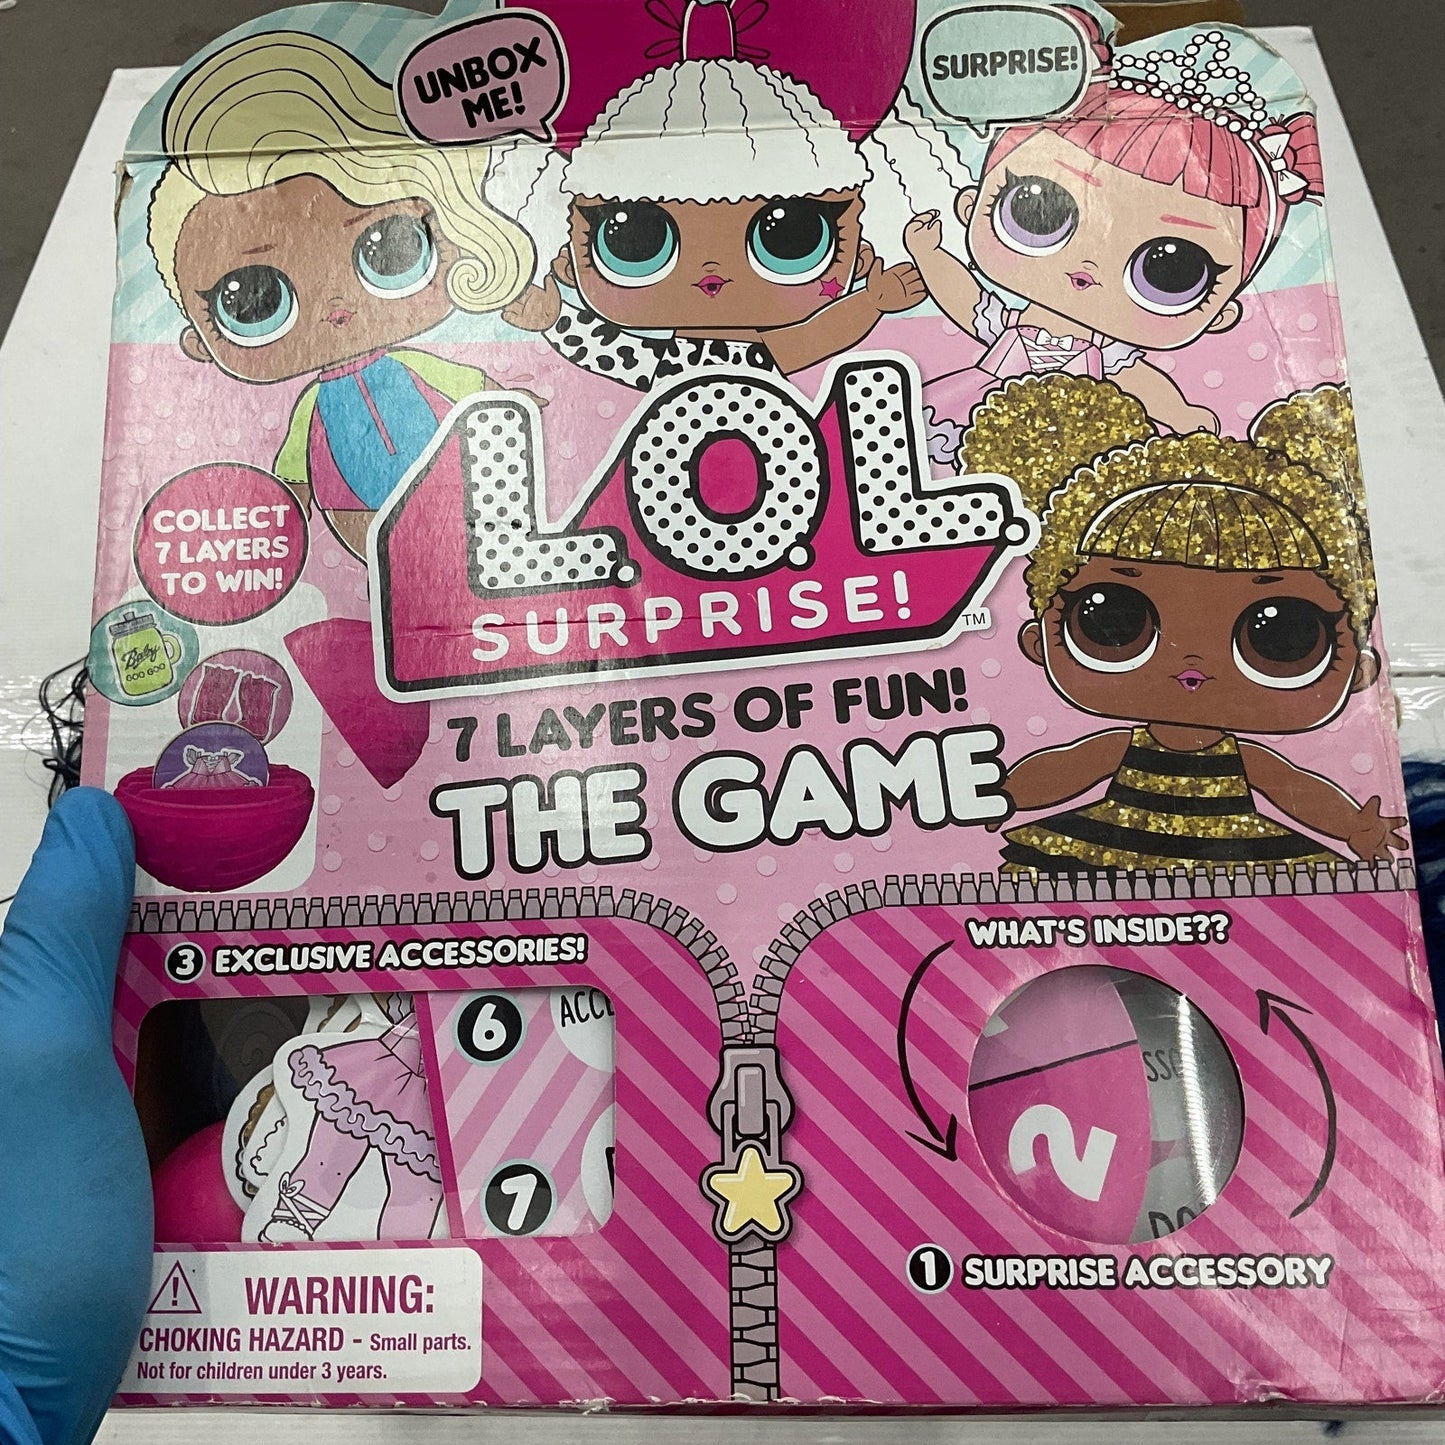 UNBOX
ME!
SURPRISE!
COLLECT
7 LAYERS
TO WIN!
Baby
GOO GOO
L.O.L.
SURPRISE!
TM
7 LAYERS OF FUN!
THE GAME
3 EXCLUSIVE ACCESSORIES!
WHAT'S INSIDE??
6
ACCE
7
2
1 SURPRISE ACCESSORY
WARNING:
CHOKING HAZARD - Small parts.
Not for children under 3 years.